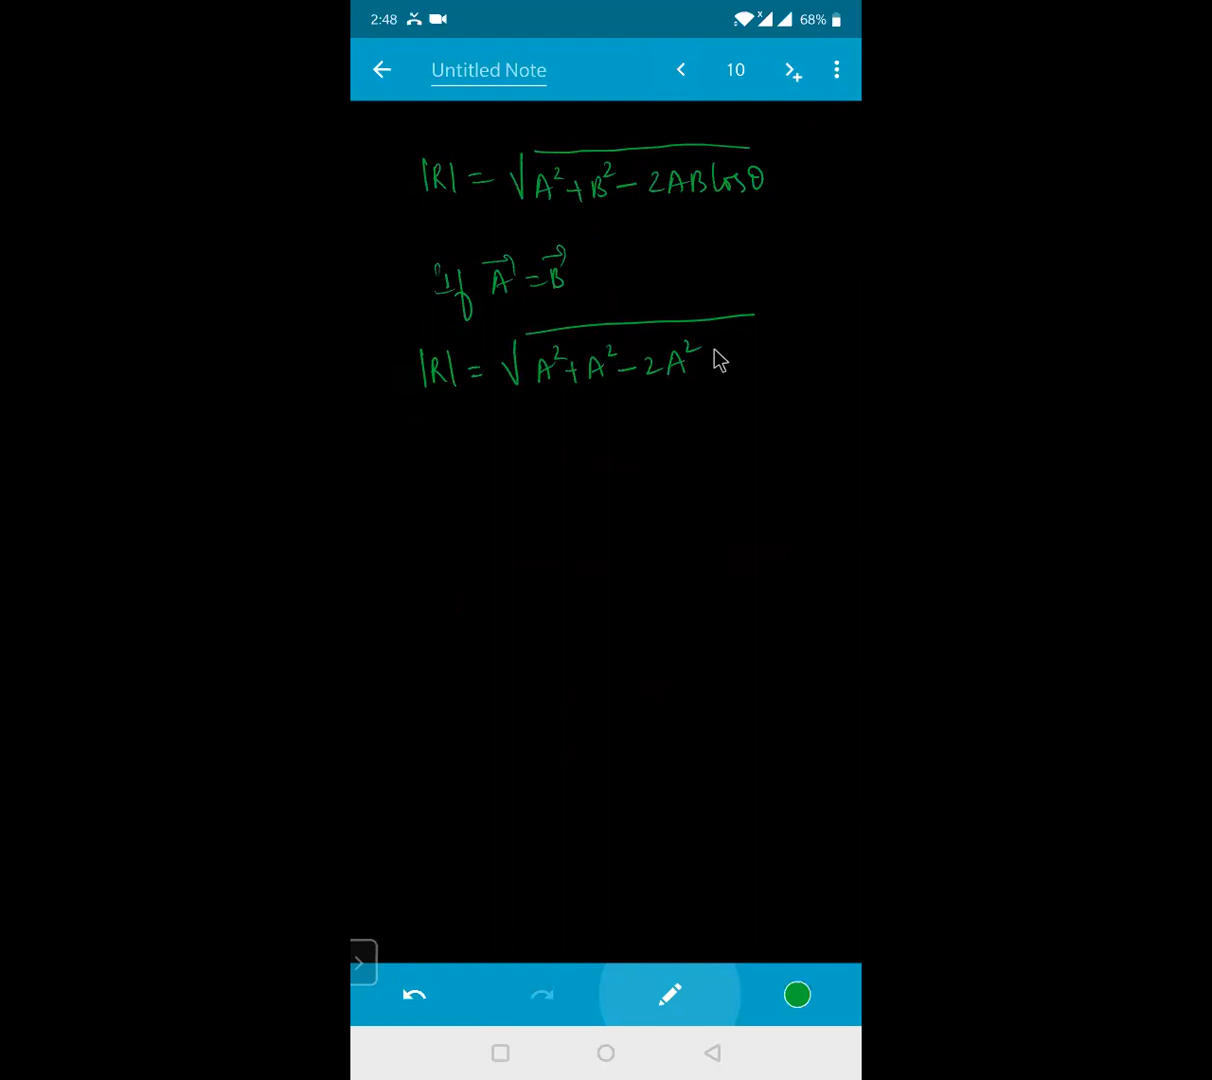 2:48 68%
Untitled Note 10
|R| = √A²+B²-2ABCosθ
If A⃗ = B⃗
|R| = √A²+A²-2A²